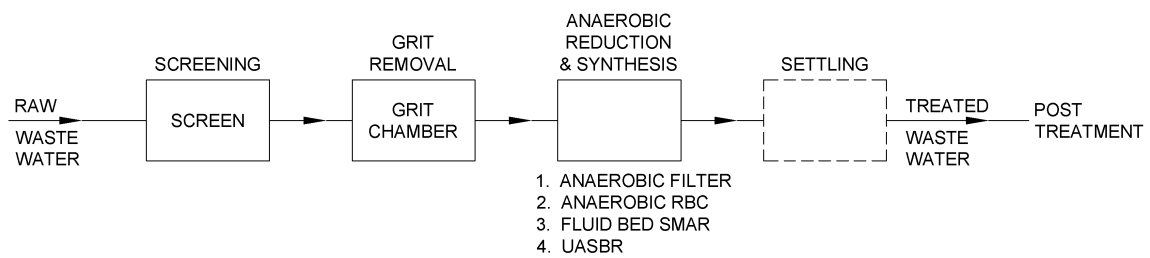 RAW
WASTE
WATER
SCREENING
SCREEN
GRIT
REMOVAL
GRIT
CHAMBER
ANAEROBIC
REDUCTION
& SYNTHESIS
1. ANAEROBIC FILTER
2. ANAEROBIC RBC
3. FLUID BED SMAR
4. UASBR
SETTLING
TREATED
WASTE
WATER
POST
TREATMENT